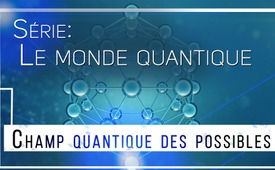 Série:
Le monde quantique
Champ quantique des possibles